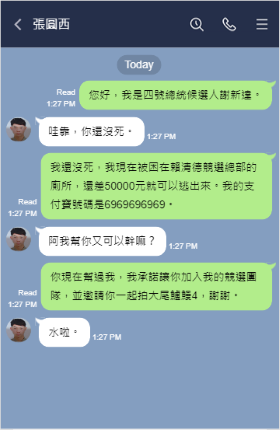 張圓西
Today
您好，我是四號總統候選人謝新達。
Read
1:27 PM
哇靠，你還沒死。
1:27 PM
我還沒死，我現在被困在賴清德競選總部的
廁所，還差50000元就可以逃出來。我的支
付寶號碼是6969696969。
Read
1:27 PM
阿我幫你又可以幹嘛？
1:27 PM
你現在幫過我，我承諾讓你加入我的競選團
隊，並邀請你一起拍大尾鱸鰻4，謝謝。
Read
1:27 PM
水啦。
1:27 PM